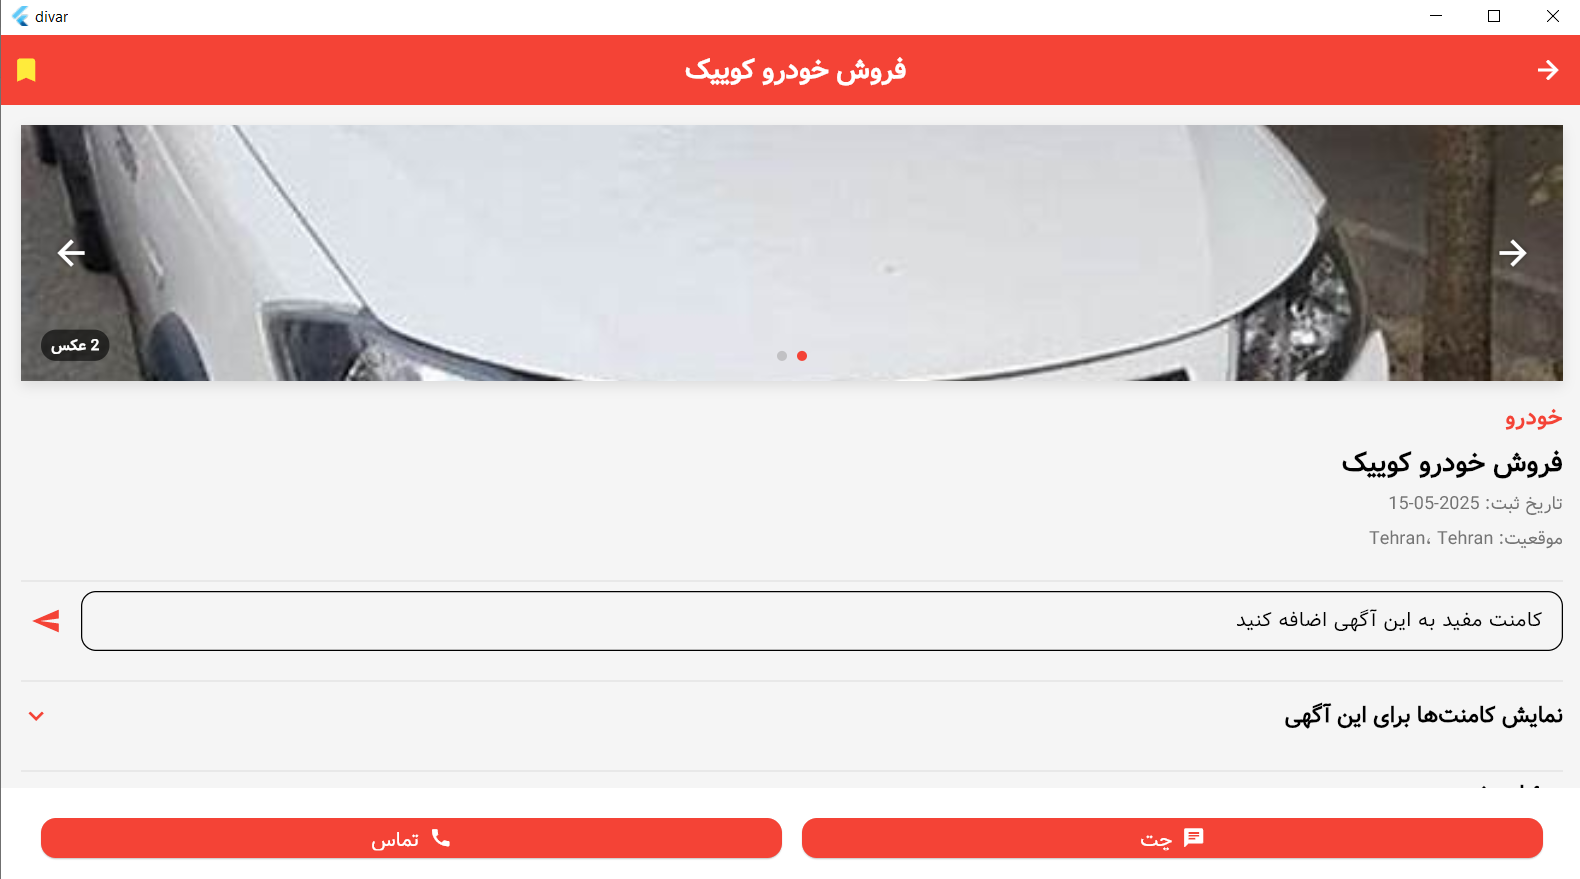 divar
فروش خودرو کوییک
2 عکس
خودرو
فروش خودرو کوییک
تاریخ ثبت: 2025-05-15
موقعیت: Tehran، Tehran
کامنت مفید به این آگهی اضافه کنید
نمایش کامنت‌ها برای این آگهی
چت
تماس